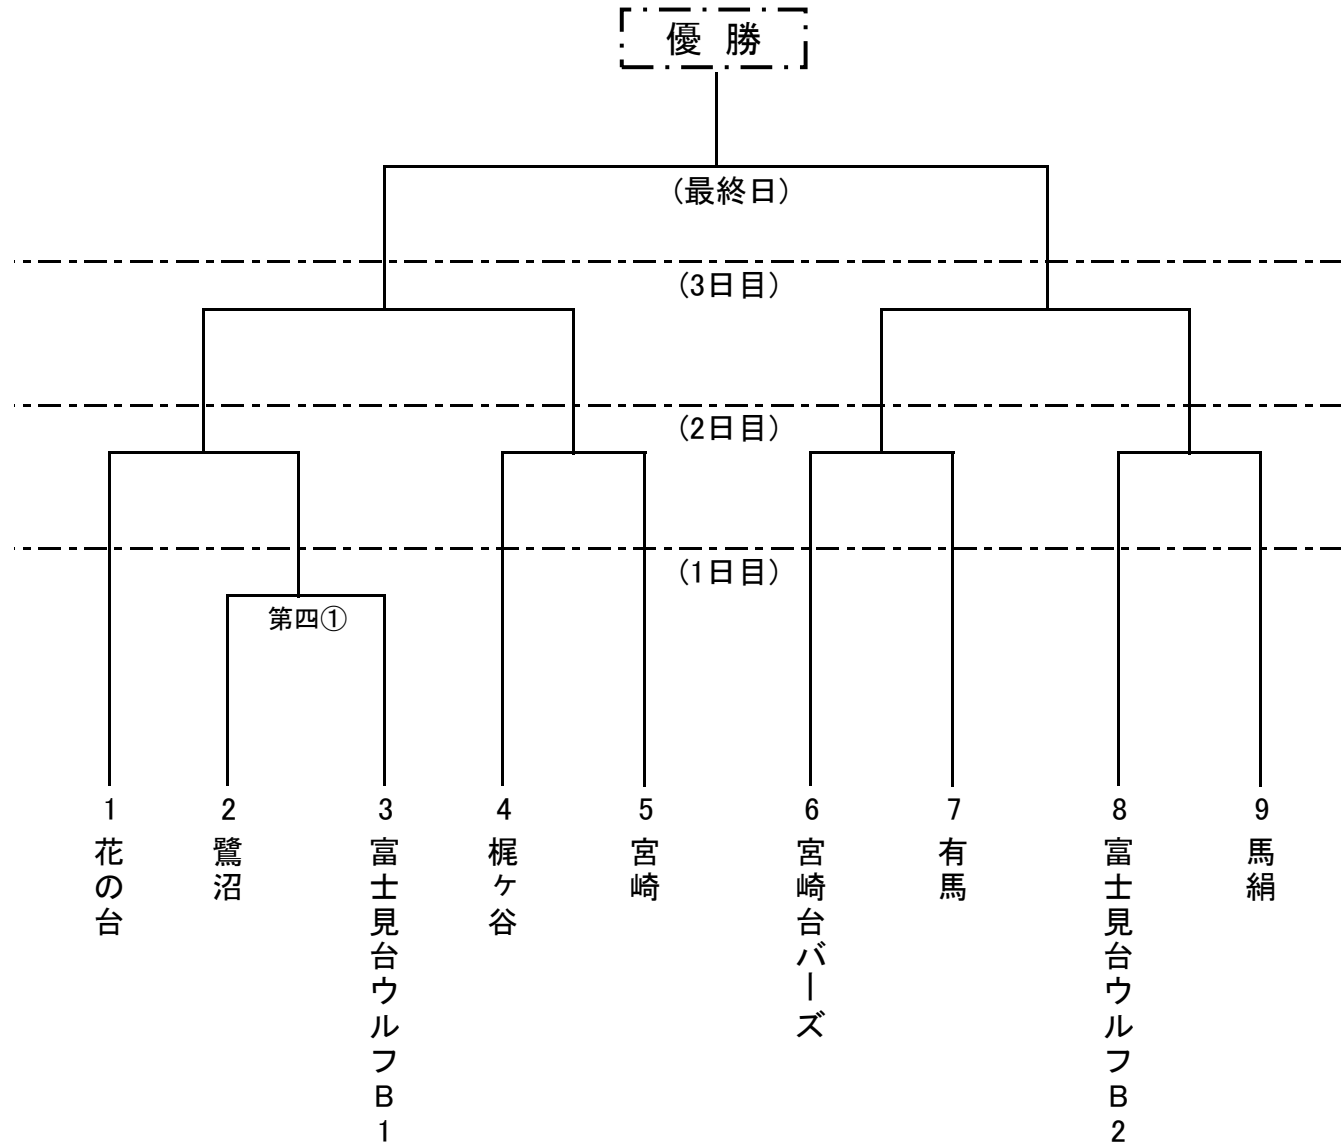 優 勝
(最終日)
(3日目)
(2日目)
(1日目)
第四①
1
花の台
2
鷺沼
3
富士見台ウルフB1
4
梶ヶ谷
5
宮崎
6
宮崎台バーズ
7
有馬
8
富士見台ウルフB2
9
馬絹